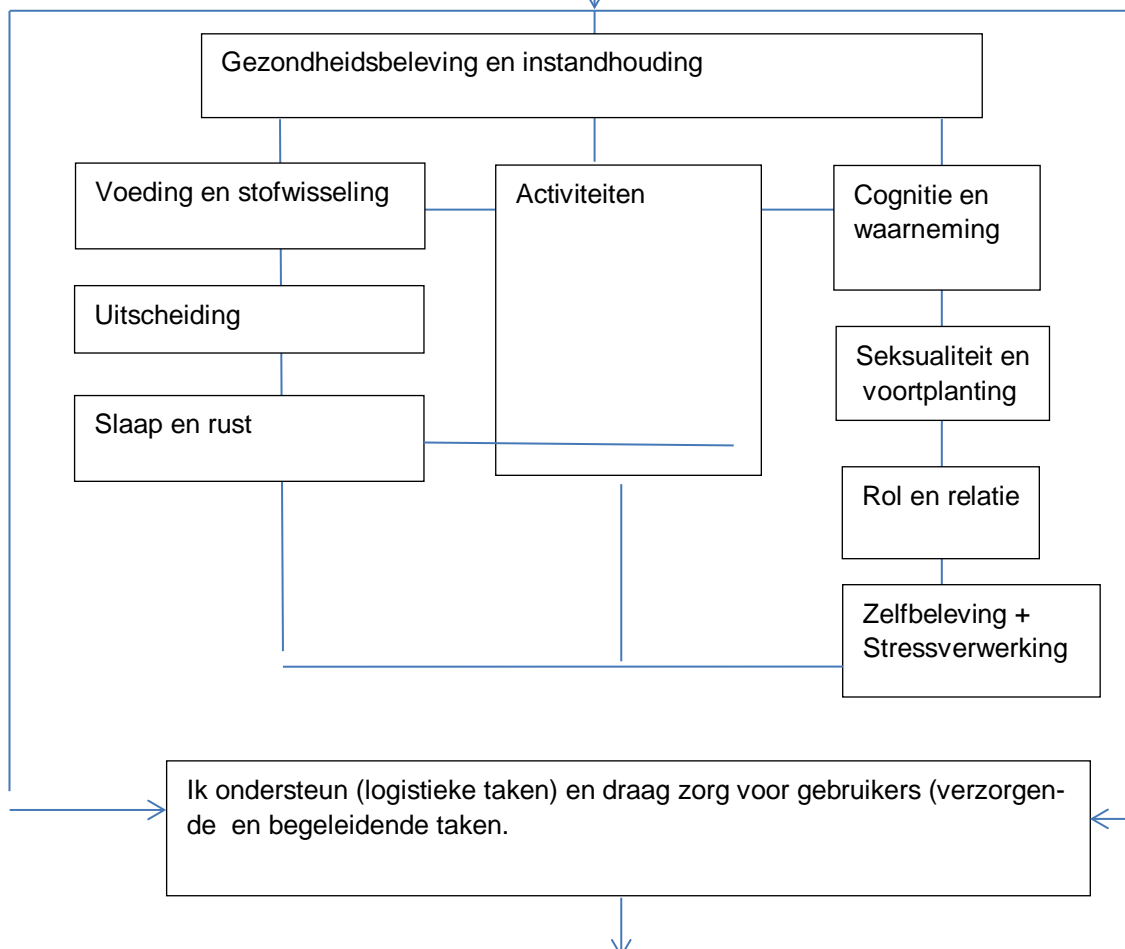 Gezondheidsbeleving en instandhouding
Voeding en stofwisseling
Activiteiten
Cognitie en
waarneming
Uitscheiding
Seksualiteit en
voortplanting
Slaap en rust
Rol en relatie
Zelfbeleving +
Stressverwerking
Ik ondersteun (logistieke taken) en draag zorg voor gebruikers (verzorgen-
de  en begeleidende taken.